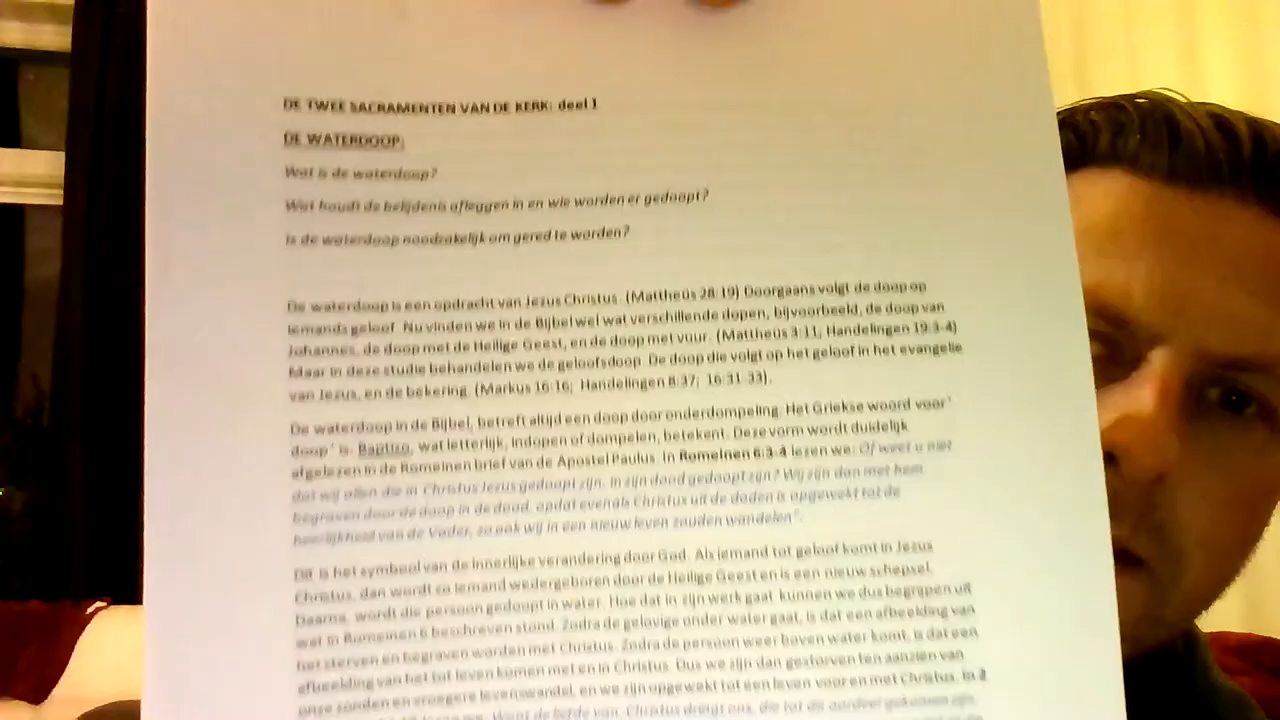 DE TWEE SACRAMENTEN VAN DE KERK: deel 1
DE WATERDOOP:
Wat is de waterdoop?
Wat houdt de belijdenis afleggen in en wie worden er gedoopt?
Is de waterdoop noodzakelijk om gered te worden?
De waterdoop is een opdracht van Jezus Christus. (Mattheüs 28:19) Doorgaans volgt de doop op
iemands geloof. Nu vinden we in de Bijbel wel wat verschillende dopen, bijvoorbeeld, de doop van
Johannes, de doop met de Heilige Geest, en de doop met vuur. (Mattheüs 3:11, Handelingen 19:3-4)
Maar in deze studie behandelen we de geloofsdoop. De doop die volgt op het geloof in het evangelie
van Jezus, en de bekering. (Markus 16:16; Handelingen 8:37; 16:31-33).
De waterdoop in de Bijbel, betreft altijd een doop door onderdompeling. Het Griekse woord voor '
doop' is: Baptizo, wat letterlijk, indopen of dompelen, betekent. Deze vorm wordt duidelijk
afgelezen in de Romeinen brief van de Apostel Paulus. In Romeinen 6:3-4 lezen we: Of weet u niet
dat wij allen die in Christus Jezus gedoopt zijn, in zijn dood gedoopt zijn? Wij zijn dan met hem
begraven door de doop in de dood, opdat evenals Christus uit de doden is opgewekt tot de
heerlijkheid van de Vader, zo ook wij in een nieuw leven zouden wandelen".
Dit is het symbool van de innerlijke verandering door God. Als iemand tot geloof komt in Jezus
Christus, dan wordt zo iemand wedergeboren door de Heilige Geest en is een nieuw schepsel.
Daarna, wordt die persoon gedoopt in water. Hoe dat in zijn werk gaat kunnen we dus begrijpen uit
wat in Romeinen 6 beschreven stond. Zodra de gelovige onder water gaat, is dat een afbeelding van
het sterven en begraven worden met Christus. Zodra de persoon weer boven water komt, is dat een
afbeelding van het tot leven komen met en in Christus. Dus we zijn dan gestorven ten aanzien van
onze zonden en vroegere levenswandel, en we zijn opgewekt tot een leven voor en met Christus. In 2
Want de liefde van Christus dringt ons, die tot dit oordeel gekomen zijn